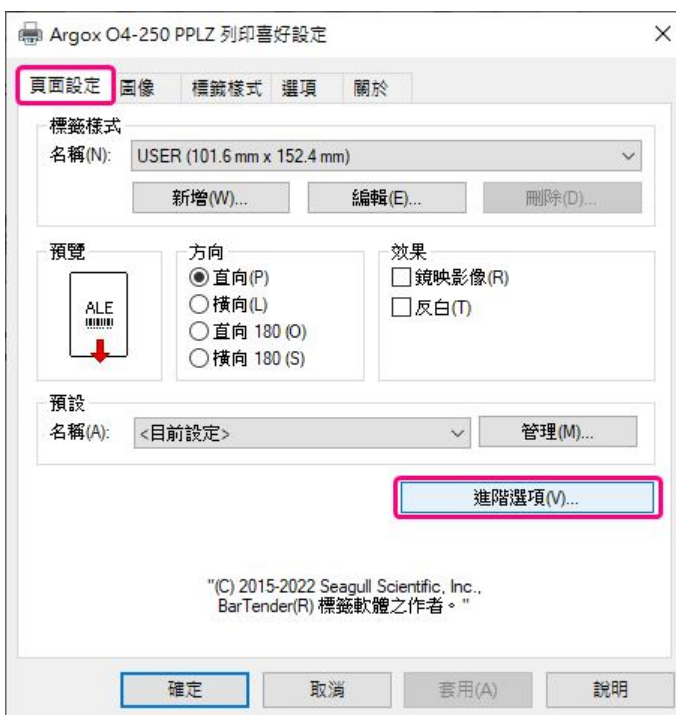 Argox O4-250 PPLZ 列印喜好設定
頁面設定 圖像 標籤樣式 選項 關於
標籤樣式
名稱(N): USER (101.6 mm x 152.4 mm)
新增(W)... 編輯(E)... 刪除(D)...
預覽 方向 效果
直向(P) 鏡映影像(R)
橫向(L) 反白(T)
ALE
直向 180 (O)
橫向 180 (S)
預設
名稱(A): <目前設定> 管理(M)...
進階選項(V)...
"(C) 2015-2022 Seagull Scientific, Inc.,
BarTender(R) 標籤軟體之作者。"
確定 取消 套用(A) 說明